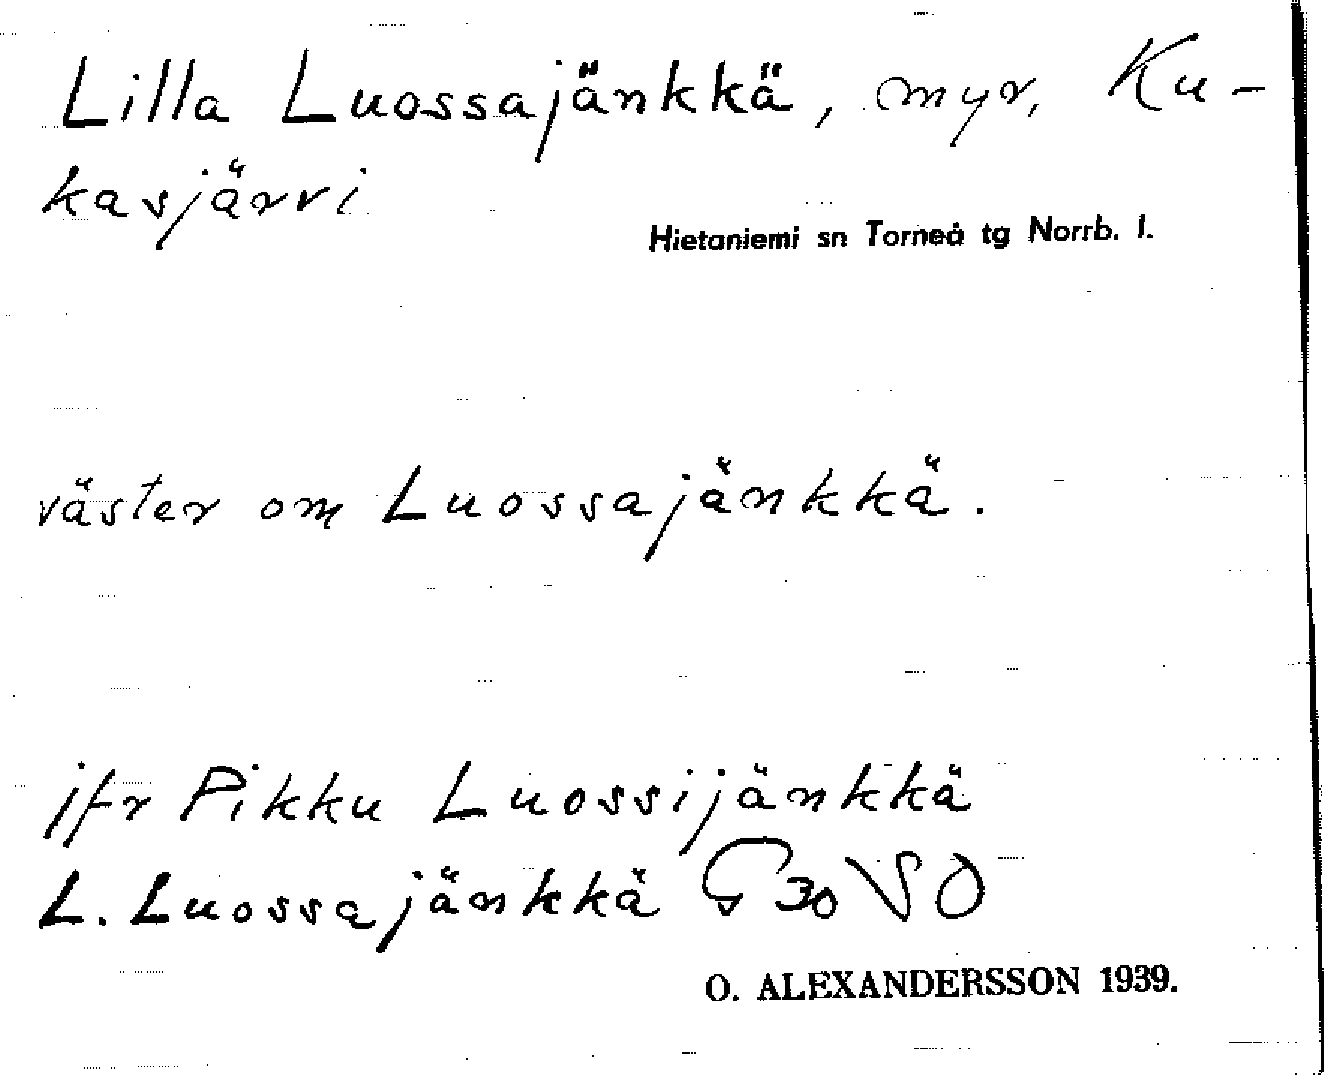 Lilla Luossajänkkä, myr, Ku-
kasjärvi
Hietaniemi sn Torneå tg Norrb. l.
väster om Luossajänkkä.
jfr Pikku Luossijänkkä
L. Luossajänkkä G 30 VSO
O. ALEXANDERSSON 1939.